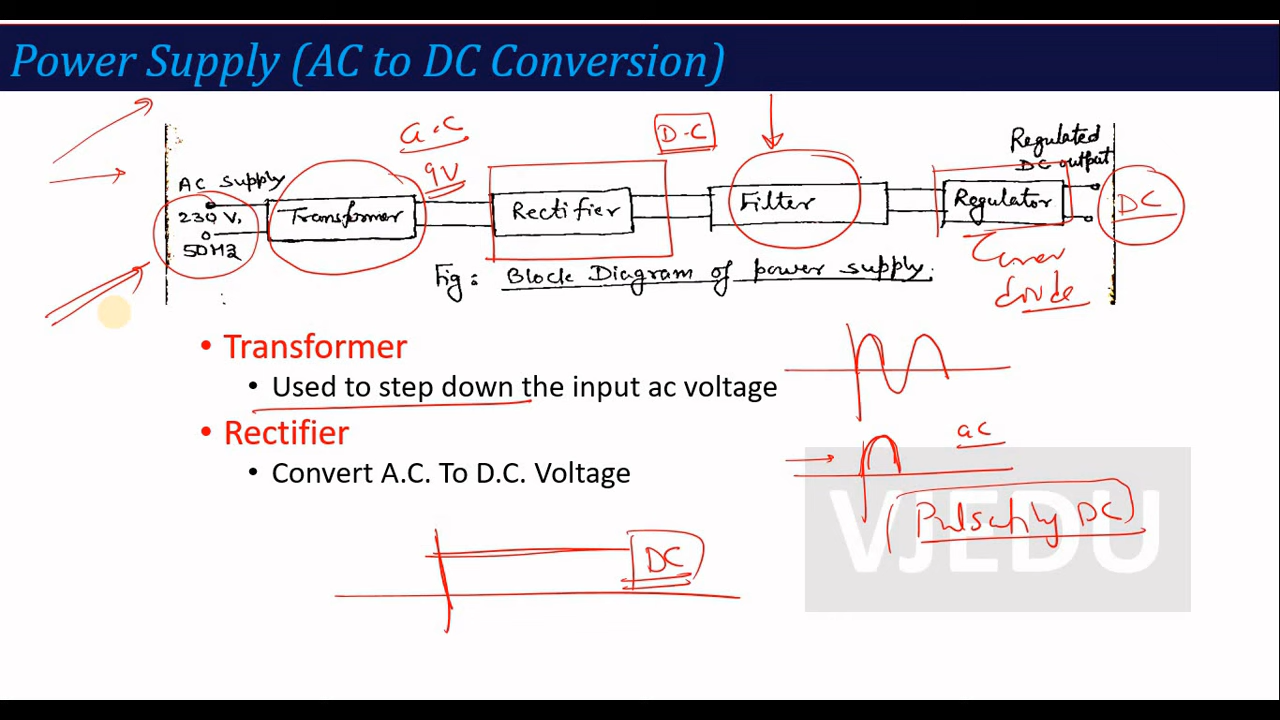 Power Supply (AC to DC Conversion)
a.c
9V
D-C
Regulated
DC output
AC supply
230 V,
50HZ
Transformer
Rectifier
Filter
Regulator
DC
Fig: Block Diagram of power supply.
diode
• Transformer
• Used to step down the input ac voltage
• Rectifier
• Convert A.C. To D.C. Voltage
ac
DC
DC
VJEDU